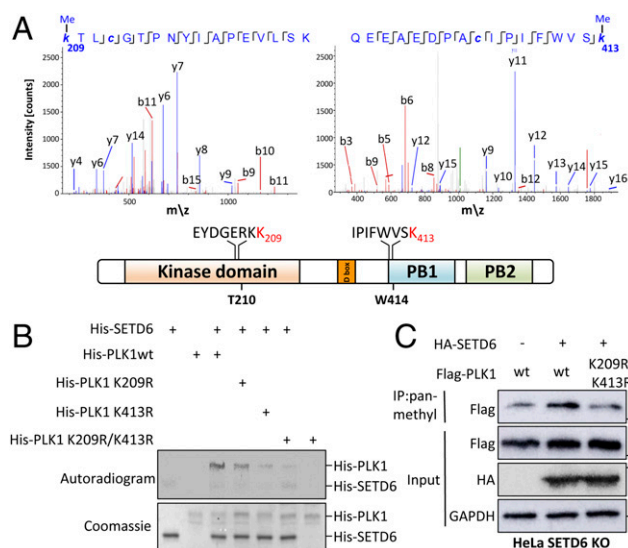 A
Me Me
k T L c G T P N Y I A P E V L S K Q E E A E D P A C I P I F W V S k
209 413
Intensity [counts]
2500
2000
1500
1000
500
0
y4
y6
y7
y14
b11
y6
y7
b15
y8
y9
b9
b10
b11
500 1000
m\z
2500
2000
1500
1000
500
0
b3
b9
b5
b6
y12
b8
y15
y9
y10
y11
b12
y12
y13
y14
y15
y16
400 600 800 1000 1200 1400 1600 1800
m\z
EYDGERKK209 IPIFWVSK413
Kinase domain D box PB1 PB2
T210 W414
B
His-SETD6 + + + + +
His-PLK1wt + +
His-PLK1 K209R +
His-PLK1 K413R +
His-PLK1 K209R/K413R + +
Autoradiogram
His-PLK1
His-SETD6
Coomassie
His-PLK1
His-SETD6
C
HA-SETD6 - + +
Flag-PLK1 wt wt K209R K413R
IP:pan-methyl Flag
Input
Flag
HA
GAPDH
HeLa SETD6 KO